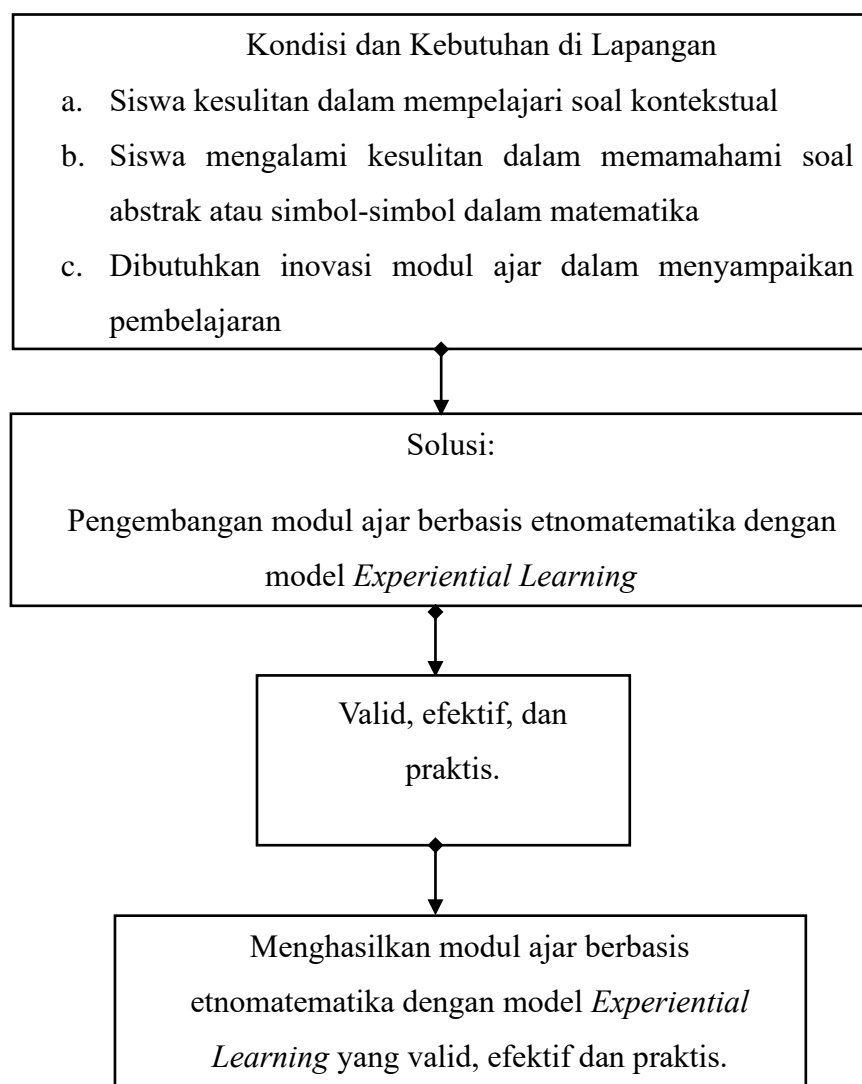 Kondisi dan Kebutuhan di Lapangan
a. Siswa kesulitan dalam mempelajari soal kontekstual
b. Siswa mengalami kesulitan dalam memamahami soal
abstrak atau simbol-simbol dalam matematika
c. Dibutuhkan inovasi modul ajar dalam menyampaikan
pembelajaran
Solusi:
Pengembangan modul ajar berbasis etnomatematika dengan
model Experiential Learning
Valid, efektif, dan
praktis.
Menghasilkan modul ajar berbasis
etnomatematika dengan model Experiential
Learning yang valid, efektif dan praktis.